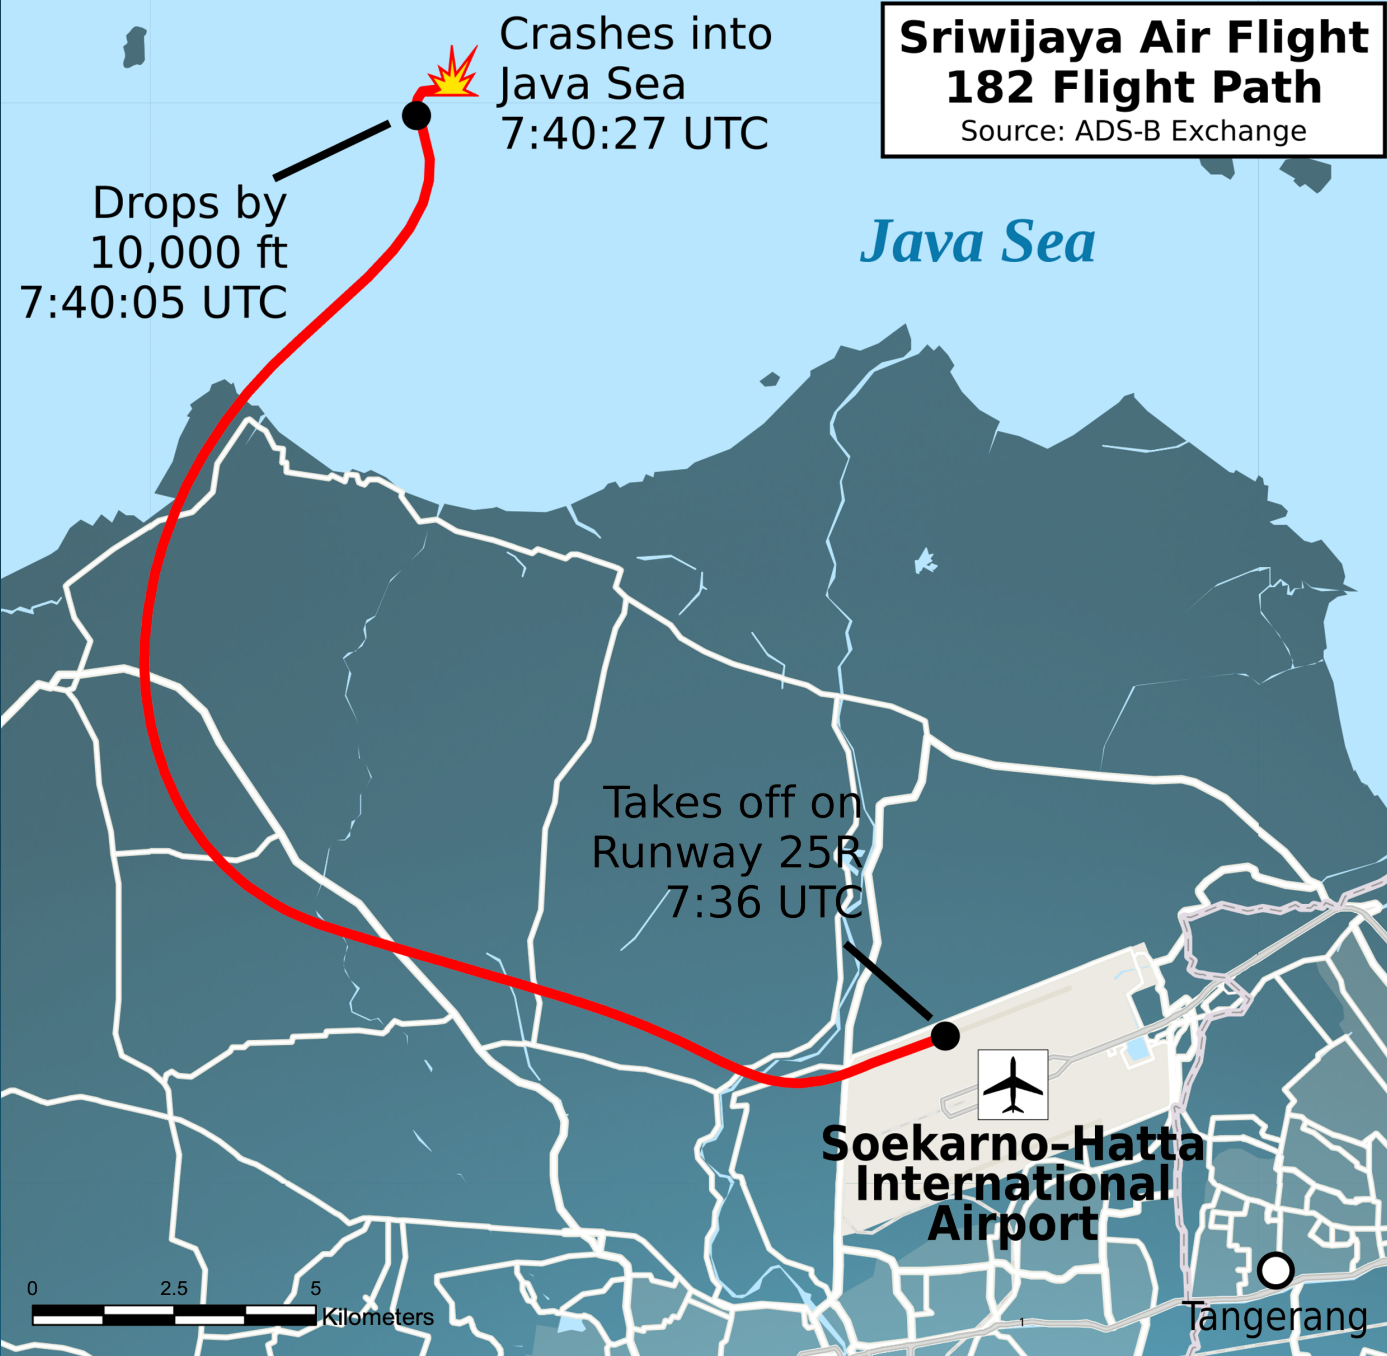 Sriwijaya Air Flight
182 Flight Path
Source: ADS-B Exchange
Crashes into
Java Sea
7:40:27 UTC
Drops by
10,000 ft
7:40:05 UTC
Java Sea
Takes off on
Runway 25R
7:36 UTC
Soekarno–Hatta
International
Airport
Tangerang
0 2.5 5
Kilometers
1